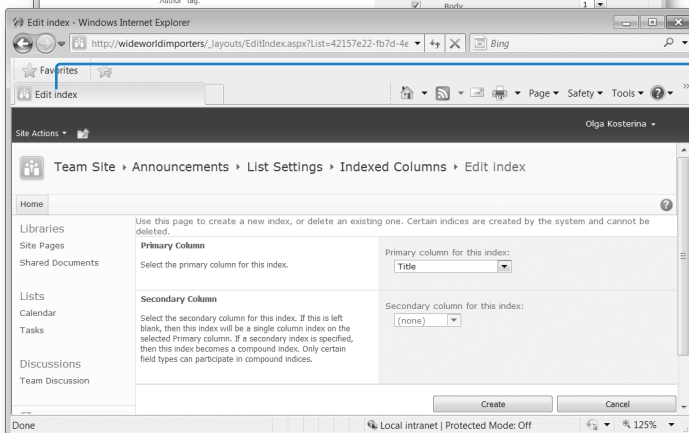 Author tag:
Body
1
Edit index - Windows Internet Explorer
http://wideworldimporters/_layouts/EditIndex.aspx?List=42157e22-fb7d-4e
Bing
Favorites
Edit index
Page
Safety
Tools
Olga Kosterina
Site Actions
Team Site
Announcements
List Settings
Indexed Columns
Edit index
Home
Use this page to create a new index, or delete an existing one. Certain indices are created by the system and cannot be
deleted.
Libraries
Site Pages
Shared Documents
Lists
Calendar
Tasks
Discussions
Team Discussion
Primary Column
Select the primary column for this index.
Primary column for this index:
Title
Secondary Column
Select the secondary column for this index. If this is left
blank, then this index will be a single column index on the
selected Primary column. If a secondary index is specified,
then this index becomes a compound index. Only certain
field types can participate in compound indices.
Secondary column for this index:
(none)
Create
Cancel
Done
Local intranet | Protected Mode: Off
125%